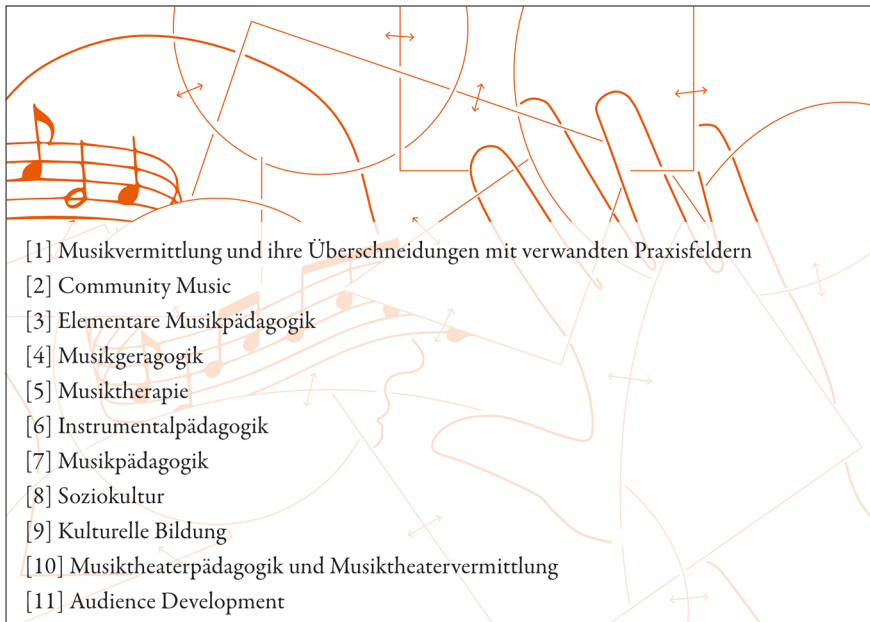 [1] Musikvermittlung und ihre Überschneidungen mit verwandten Praxisfeldern
[2] Community Music
[3] Elementare Musikpädagogik
[4] Musikgeragogik
[5] Musiktherapie
[6] Instrumentalpädagogik
[7] Musikpädagogik
[8] Soziokultur
[9] Kulturelle Bildung
[10] Musiktheaterpädagogik und Musiktheatervermittlung
[11] Audience Development